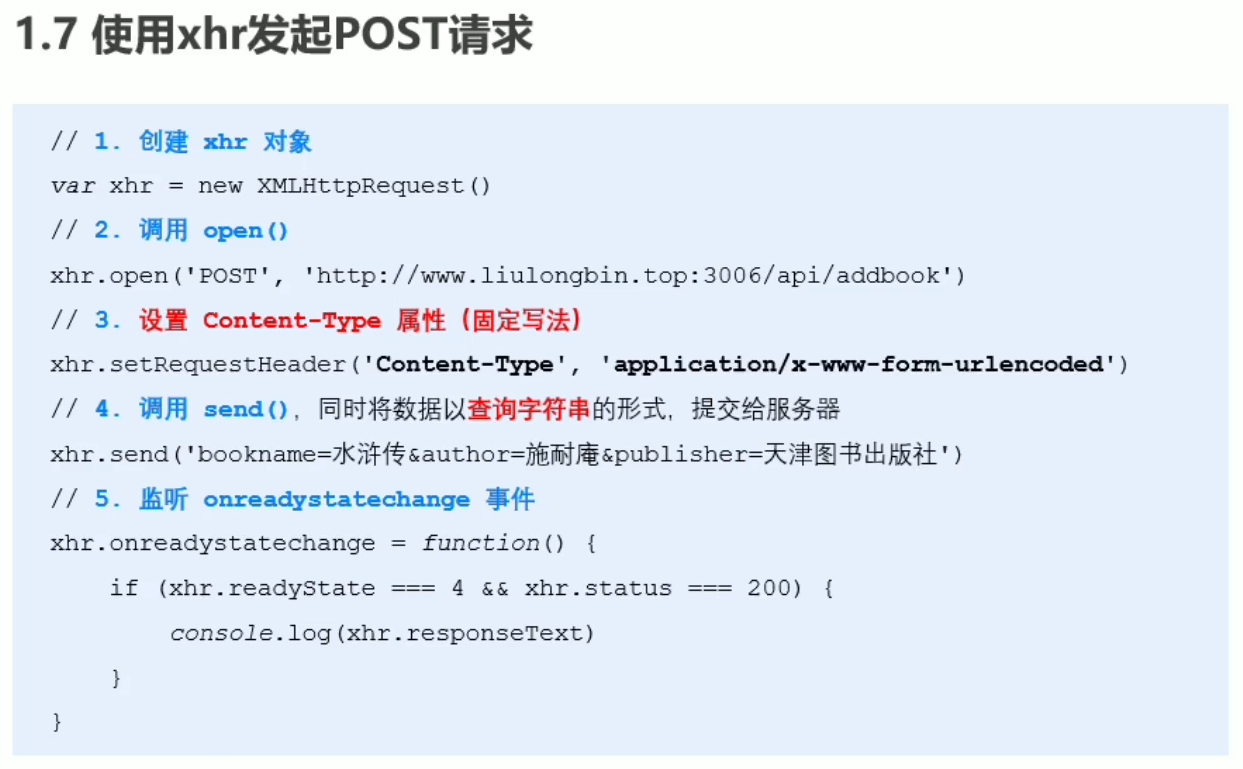 1.7 使用xhr发起POST请求
// 1. 创建 xhr 对象
var xhr = new XMLHttpRequest()
// 2. 调用 open()
xhr.open('POST', 'http://www.liulongbin.top:3006/api/addbook')
// 3. 设置 Content-Type 属性（固定写法）
xhr.setRequestHeader('Content-Type', 'application/x-www-form-urlencoded')
// 4. 调用 send()，同时将数据以查询字符串的形式，提交给服务器
xhr.send('bookname=水浒传&author=施耐庵&publisher=天津图书出版社')
// 5. 监听 onreadystatechange 事件
xhr.onreadystatechange = function() {
    if (xhr.readyState === 4 && xhr.status === 200) {
        console.log(xhr.responseText)
    }
}